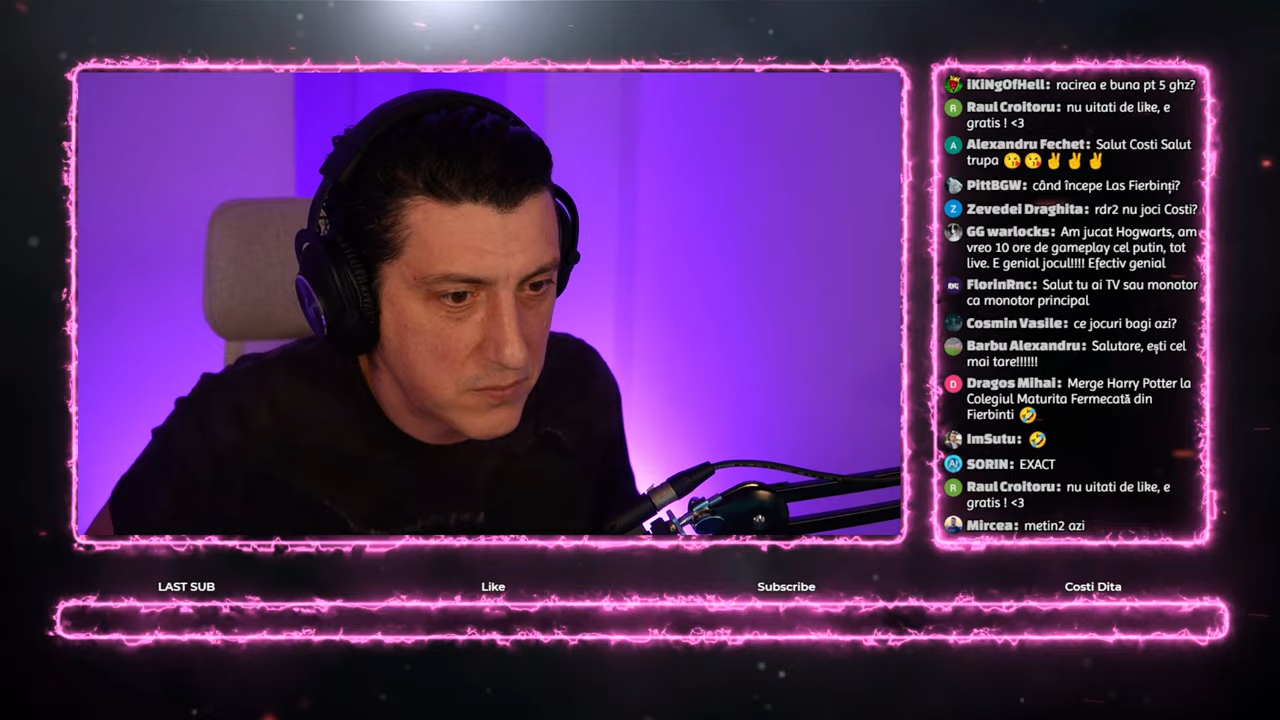 iKiNgOfHell: racirea e buna pt 5 ghz?
R Raul Croitoru: nu uitati de like, e
gratis ! <3
A Alexandru Fechet: Salut Costi Salut
trupa 😘 😘 ✌ ✌ ✌
PittBGW: când începe Las Fierbinți?
Z Zevedei Draghita: rdr2 nu joci Costi?
GG warlocks: Am jucat Hogwarts, am
vreo 10 ore de gameplay cel putin, tot
live. E genial jocul!!!! Efectiv genial
FlorinRnc: Salut tu ai TV sau monotor
ca monotor principal
Cosmin Vasile: ce jocuri bagi azi?
Barbu Alexandru: Salutare, ești cel
mai tare!!!!!!
D Dragos Mihai: Merge Harry Potter la
Colegiul Maturita Fermecată din
Fierbinti 🤣
ImSutu: 🤣
SORIN: EXACT
R Raul Croitoru: nu uitati de like, e
gratis ! <3
Mircea: metin2 azi
LAST SUB Like Subscribe Costi Dita